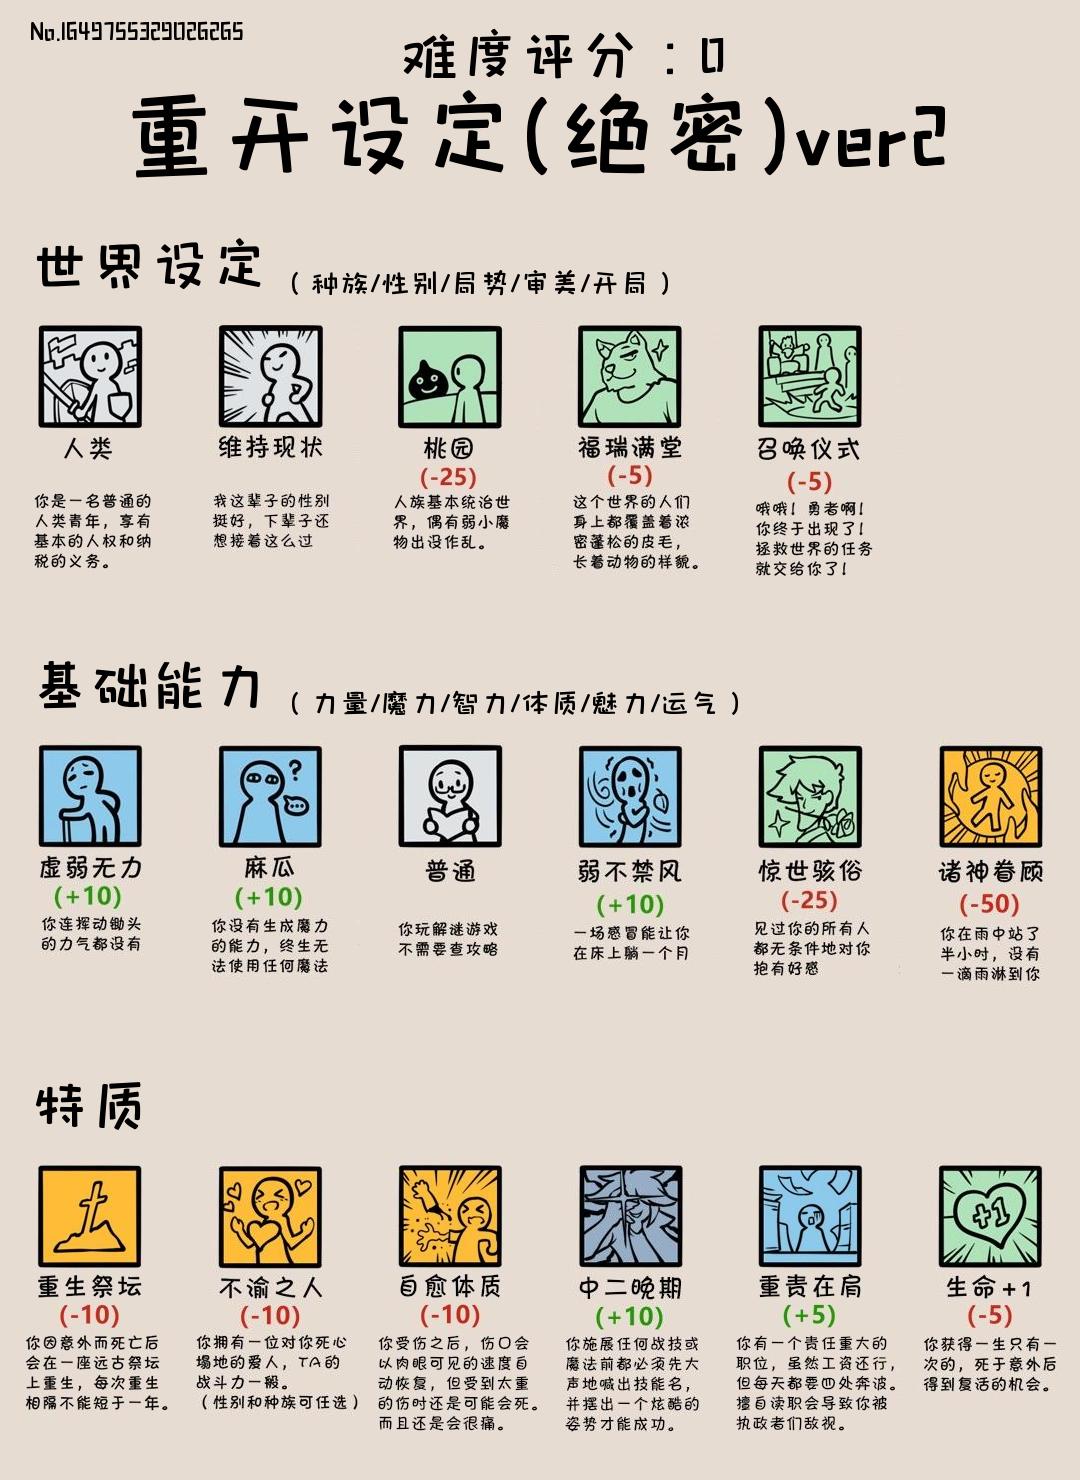 No.1649755329026265
难度评分：0
重开设定(绝密)ver2
世界设定（种族/性别/局势/审美/开局）
人类
维持现状
桃园
福瑞满堂
召唤仪式
(-25)
(-5)
(-5)
你是一名普通的
人类青年，享有
基本的人权和纳
税的义务。
我这辈子的性别
挺好，下辈子还
想接着这么过
人族基本统治世
界，偶有弱小魔
物出没作乱。
这个世界的人们
身上都覆盖着浓
密蓬松的皮毛，
长着动物的样貌。
哦哦！勇者啊！
你终于出现了！
拯救世界的任务
就交给你了！
基础能力（力量/魔力/智力/体质/魅力/运气）
?
虚弱无力
麻瓜
普通
弱不禁风
惊世骇俗
诸神眷顾
(+10)
(+10)
(+10)
(-25)
(-50)
你连挥动锄头
的力气都没有
你没有生成魔力
的能力，终生无
法使用任何魔法
你玩解谜游戏
不需要查攻略
一场感冒能让你
在床上躺一个月
见过你的所有人
都无条件地对你
抱有好感
你在雨中站了
半小时，没有
一滴雨淋到你
特质
+1
重生祭坛
不渝之人
自愈体质
中二晚期
重责在肩
生命+1
(-10)
(-10)
(-10)
(+10)
(+5)
(-5)
你因意外而死亡后
会在一座远古祭坛
上重生，每次重生
相隔不能短于一年。
你拥有一位对你死心
塌地的爱人，TA的
战斗力一般。
（性别和种族可任选）
你受伤之后，伤口会
以肉眼可见的速度自
动恢复，但受到太重
的伤时还是可能会死。
而且还是会很痛。
你施展任何战技或
魔法前都必须先大
声地喊出技能名，
并摆出一个炫酷的
姿势才能成功。
你有一个责任重大的
职位，虽然工资还行，
但每天都要四处奔波。
擅自渎职会导致你被
执政者们敌视。
你获得一生只有一
次的，死于意外后
得到复活的机会。